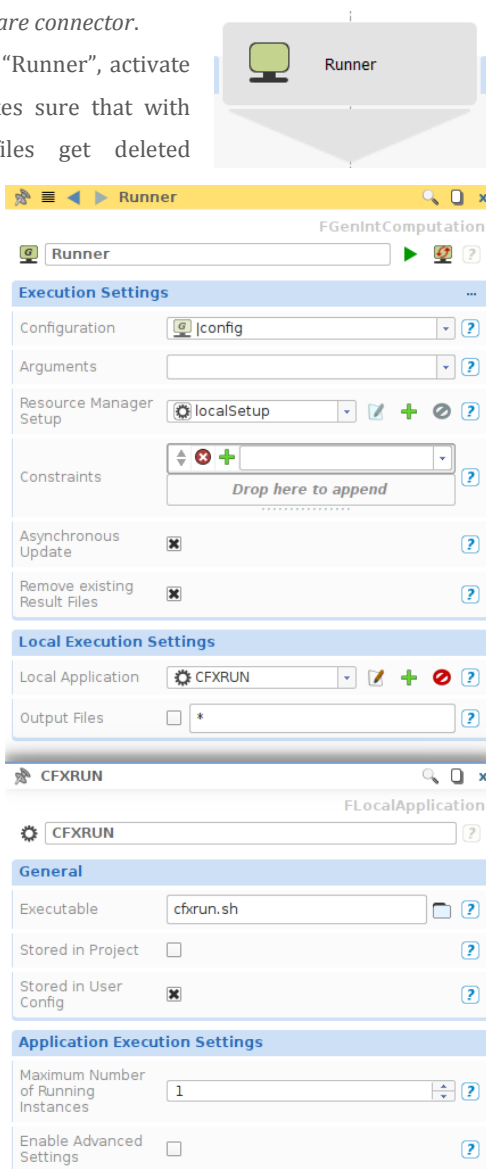 are connector.
"Runner", activate
es sure that with
files get deleted
Runner
Runner
FGenIntComputation
Runner
Execution Settings
...
Configuration
|config
Arguments
Resource Manager
Setup
localSetup
Constraints
Drop here to append
Asynchronous
Update
Remove existing
Result Files
Local Execution Settings
Local Application
CFXRUN
Output Files
*
CFXRUN
FLocalApplication
CFXRUN
General
Executable
cfxrun.sh
Stored in Project
Stored in User
Config
Application Execution Settings
Maximum Number
of Running
Instances
1
Enable Advanced
Settings